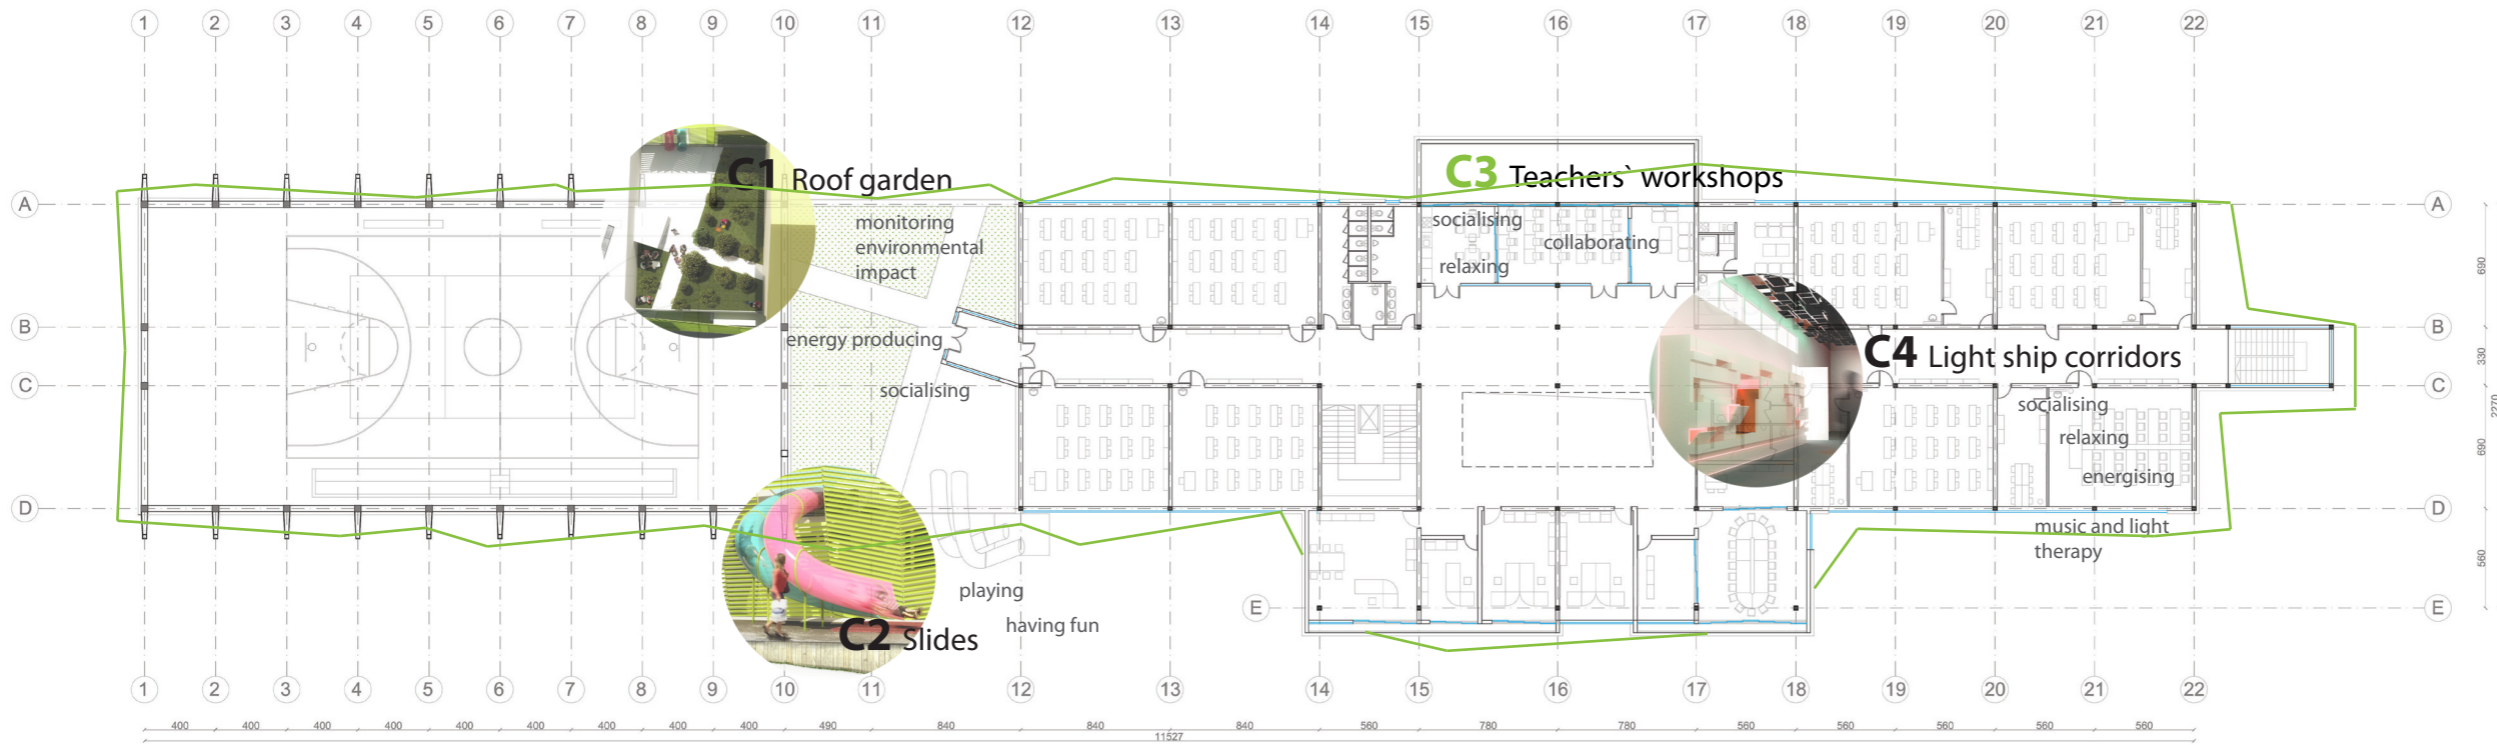 1 2 3 4 5 6 7 8 9 10 11 12 13 14 15 16 17 18 19 20 21 22
C1 Roof garden
C3 Teachers` workshops
A A
monitoring
environmental
impact
socialising
collaborating
relaxing
690
B B
energy producing
C4 Light ship corridors
330
C C
socialising
socialising
2270
relaxing
690
energising
D D
music and light
therapy
560
playing
E E
having fun
C2 Slides
1 2 3 4 5 6 7 8 9 10 11 12 13 14 15 16 17 18 19 20 21 22
400 400 400 400 400 400 400 400 400 490 840 840 840 560 780 780 560 560 560 560 560
11527